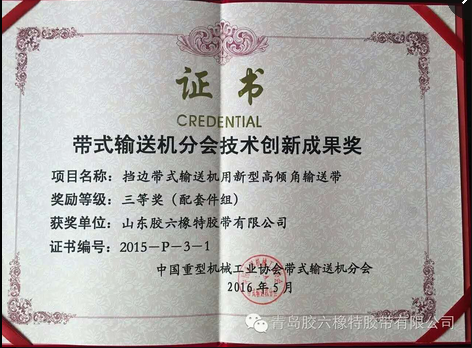 证书
CREDENTIAL
带式输送机分会技术创新成果奖
项目名称：挡边带式输送机用新型高倾角输送带
奖励等级：三等奖（配套件组）
获奖单位：山东胶六橡特胶带有限公司
证书编号：2015－P－3－1
中国重型机械工业协会带式输送机分会
2016年5月
青岛胶六橡特胶带有限公司